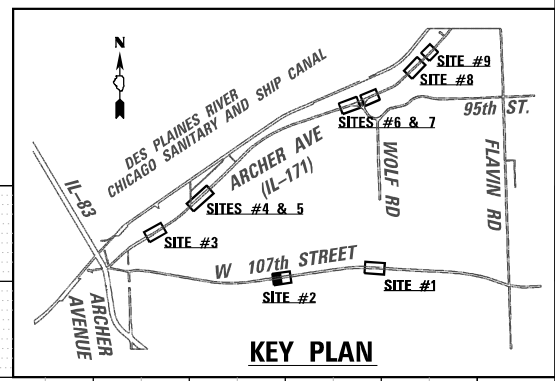 N
SITE #9
SITE #8
DES PLAINES RIVER
CHICAGO SANITARY AND SHIP CANAL
95th ST.
SITES #6 & 7
ARCHER AVE
(IL-171)
WOLF RD
FLAVIN RD
IL-83
SITES #4 & 5
SITE #3
W 107th STREET
SITE #2
SITE #1
ARCHER
AVENUE
KEY PLAN